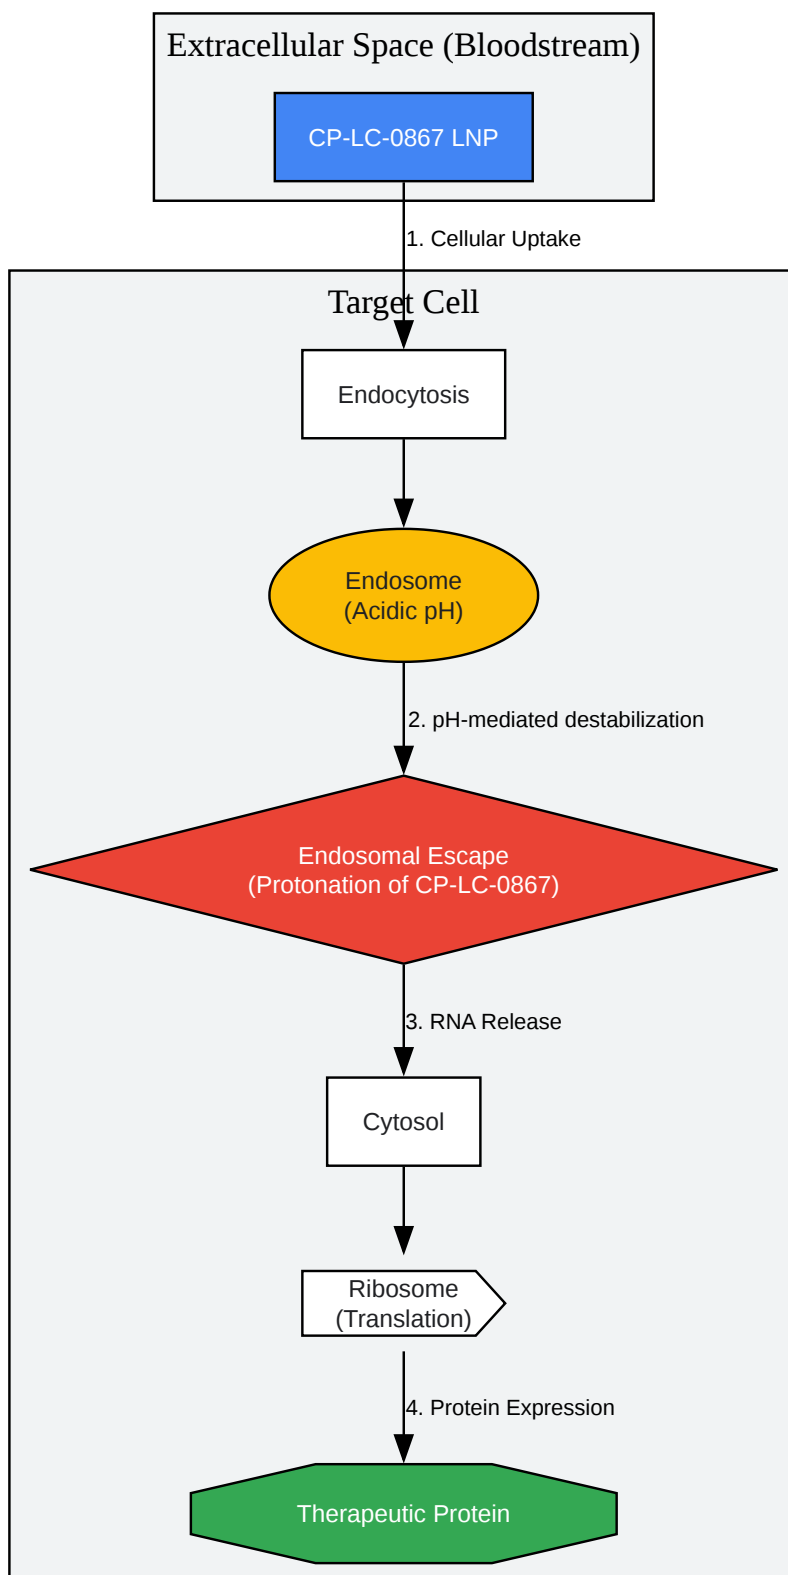 Extracellular Space (Bloodstream)
CP-LC-0867 LNP
1. Cellular Uptake
Target Cell
Endocytosis
Endosome
(Acidic pH)
2. pH-mediated destabilization
Endosomal Escape
(Protonation of CP-LC-0867)
3. RNA Release
Cytosol
Ribosome
(Translation)
4. Protein Expression
Therapeutic Protein